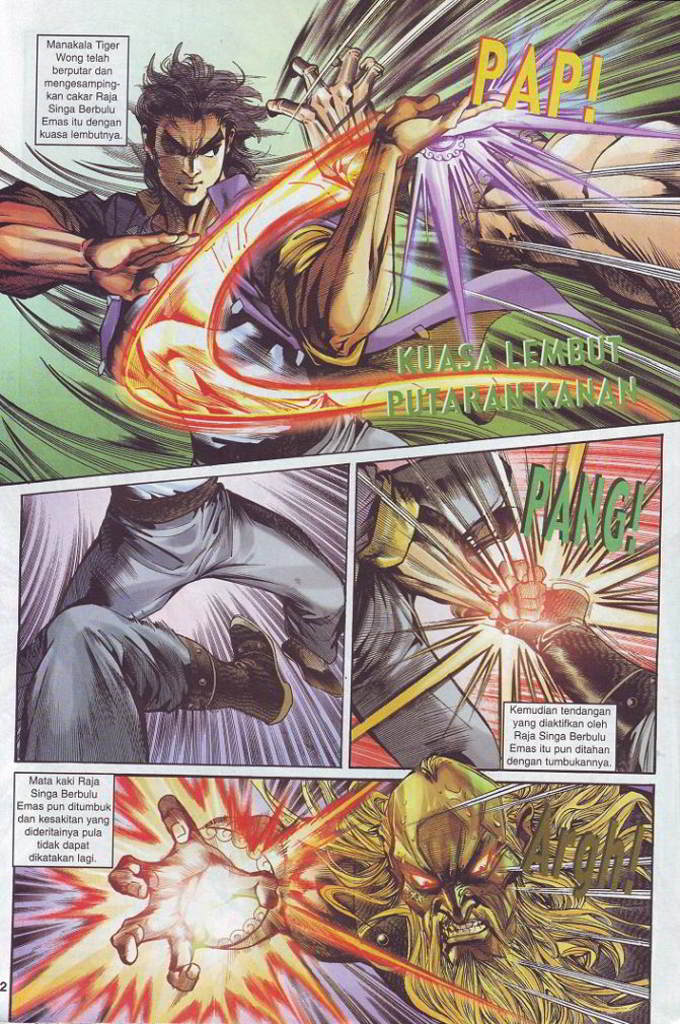 Manakala Tiger
Wong telah
berputar dan
mengesamping-
kan cakar Raja
Singa Berbulu
Emas itu dengan
kuasa lembutnya.
PAP!
KUASA LEMBUT
PUTARAN KANAN
PANG!
Kemudian tendangan
yang diaktifkan oleh
Raja Singa Berbulu
Emas itu pun ditahan
dengan tumbukannya.
Mata kaki Raja
Singa Berbulu
Emas pun ditumbuk
dan kesakitan yang
dideritainya pula
tidak dapat
dikatakan lagi.
Argh!
2